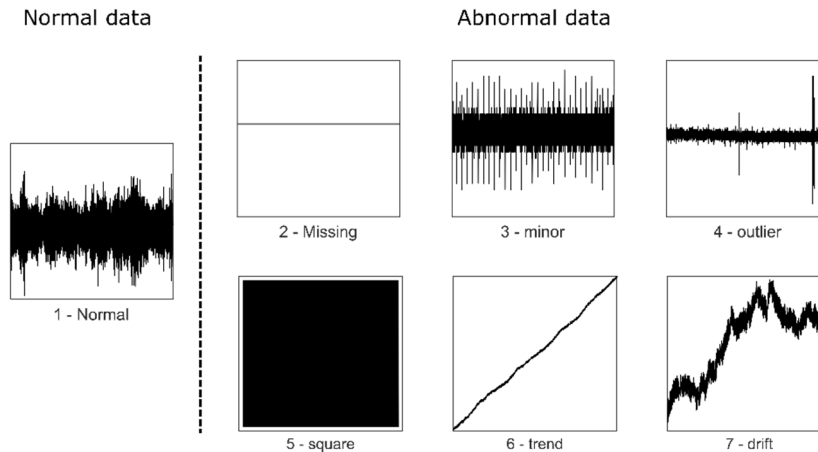 Normal data
Abnormal data
1 - Normal
2 - Missing
3 - minor
4 - outlier
5 - square
6 - trend
7 - drift